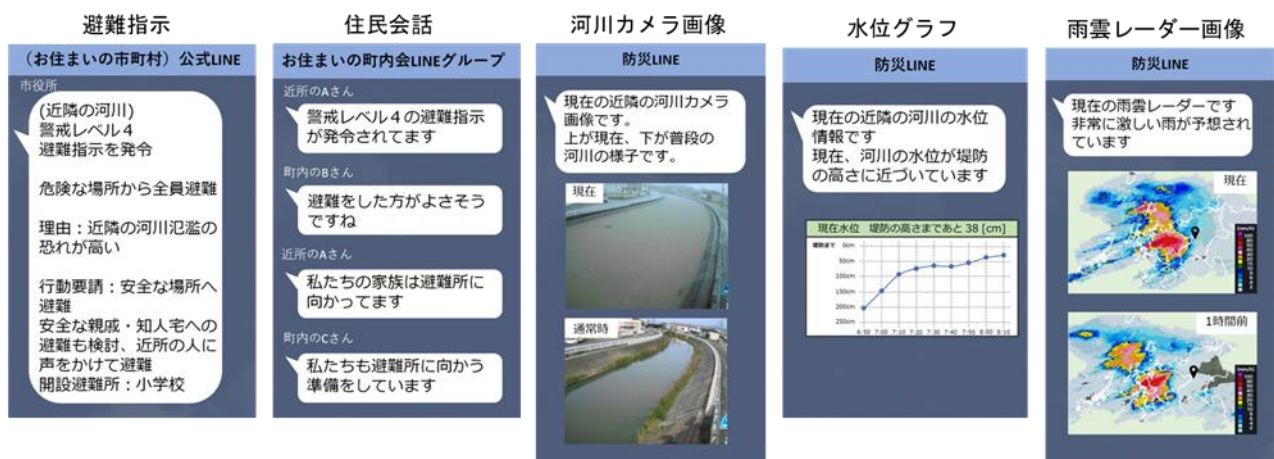 避難指示
（お住まいの市町村）公式LINE
市役所
(近隣の河川)
警戒レベル４
避難指示を発令
危険な場所から全員避難
理由：近隣の河川氾濫の
恐れが高い
行動要請：安全な場所へ
避難
安全な親戚・知人宅への
避難も検討、近所の人に
声をかけて避難
開設避難所：小学校
住民会話
お住まいの町内会LINEグループ
近所のAさん
警戒レベル４の避難指示
が発令されてます
町内のBさん
避難をした方がよさそう
ですね
近所のAさん
私たちの家族は避難所に
向かってます
町内のCさん
私たちも避難所に向かう
準備をしています
河川カメラ画像
防災LINE
現在の近隣の河川カメラ
画像です。
上が現在、下が普段の
河川の様子です。
現在
通常時
水位グラフ
防災LINE
現在の近隣の河川の水位
情報です
現在、河川の水位が堤防
の高さに近づいています
現在水位　堤防の高さまであと 38 [cm]
堤防まで
0cm
50cm
100cm
150cm
200cm
250cm
6:50 7:00 7:10 7:20 7:30 7:40 7:50 8:00 8:10
雨雲レーダー画像
防災LINE
現在の雨雲レーダーです
非常に激しい雨が予想され
ています
現在
1時間前